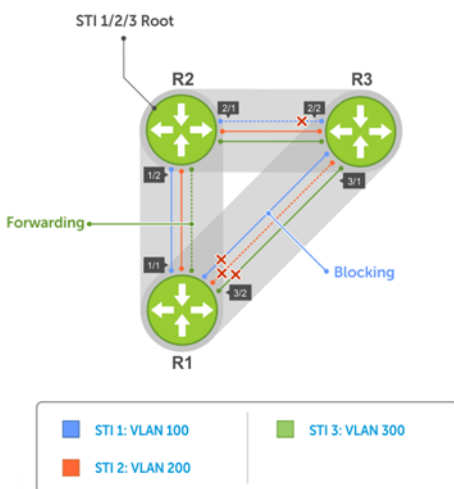 STI 1/2/3 Root
R2
R3
2/1
2/2
1/2
3/1
Forwarding
1/1
Blocking
3/2
R1
STI 1: VLAN 100
STI 3: VLAN 300
STI 2: VLAN 200